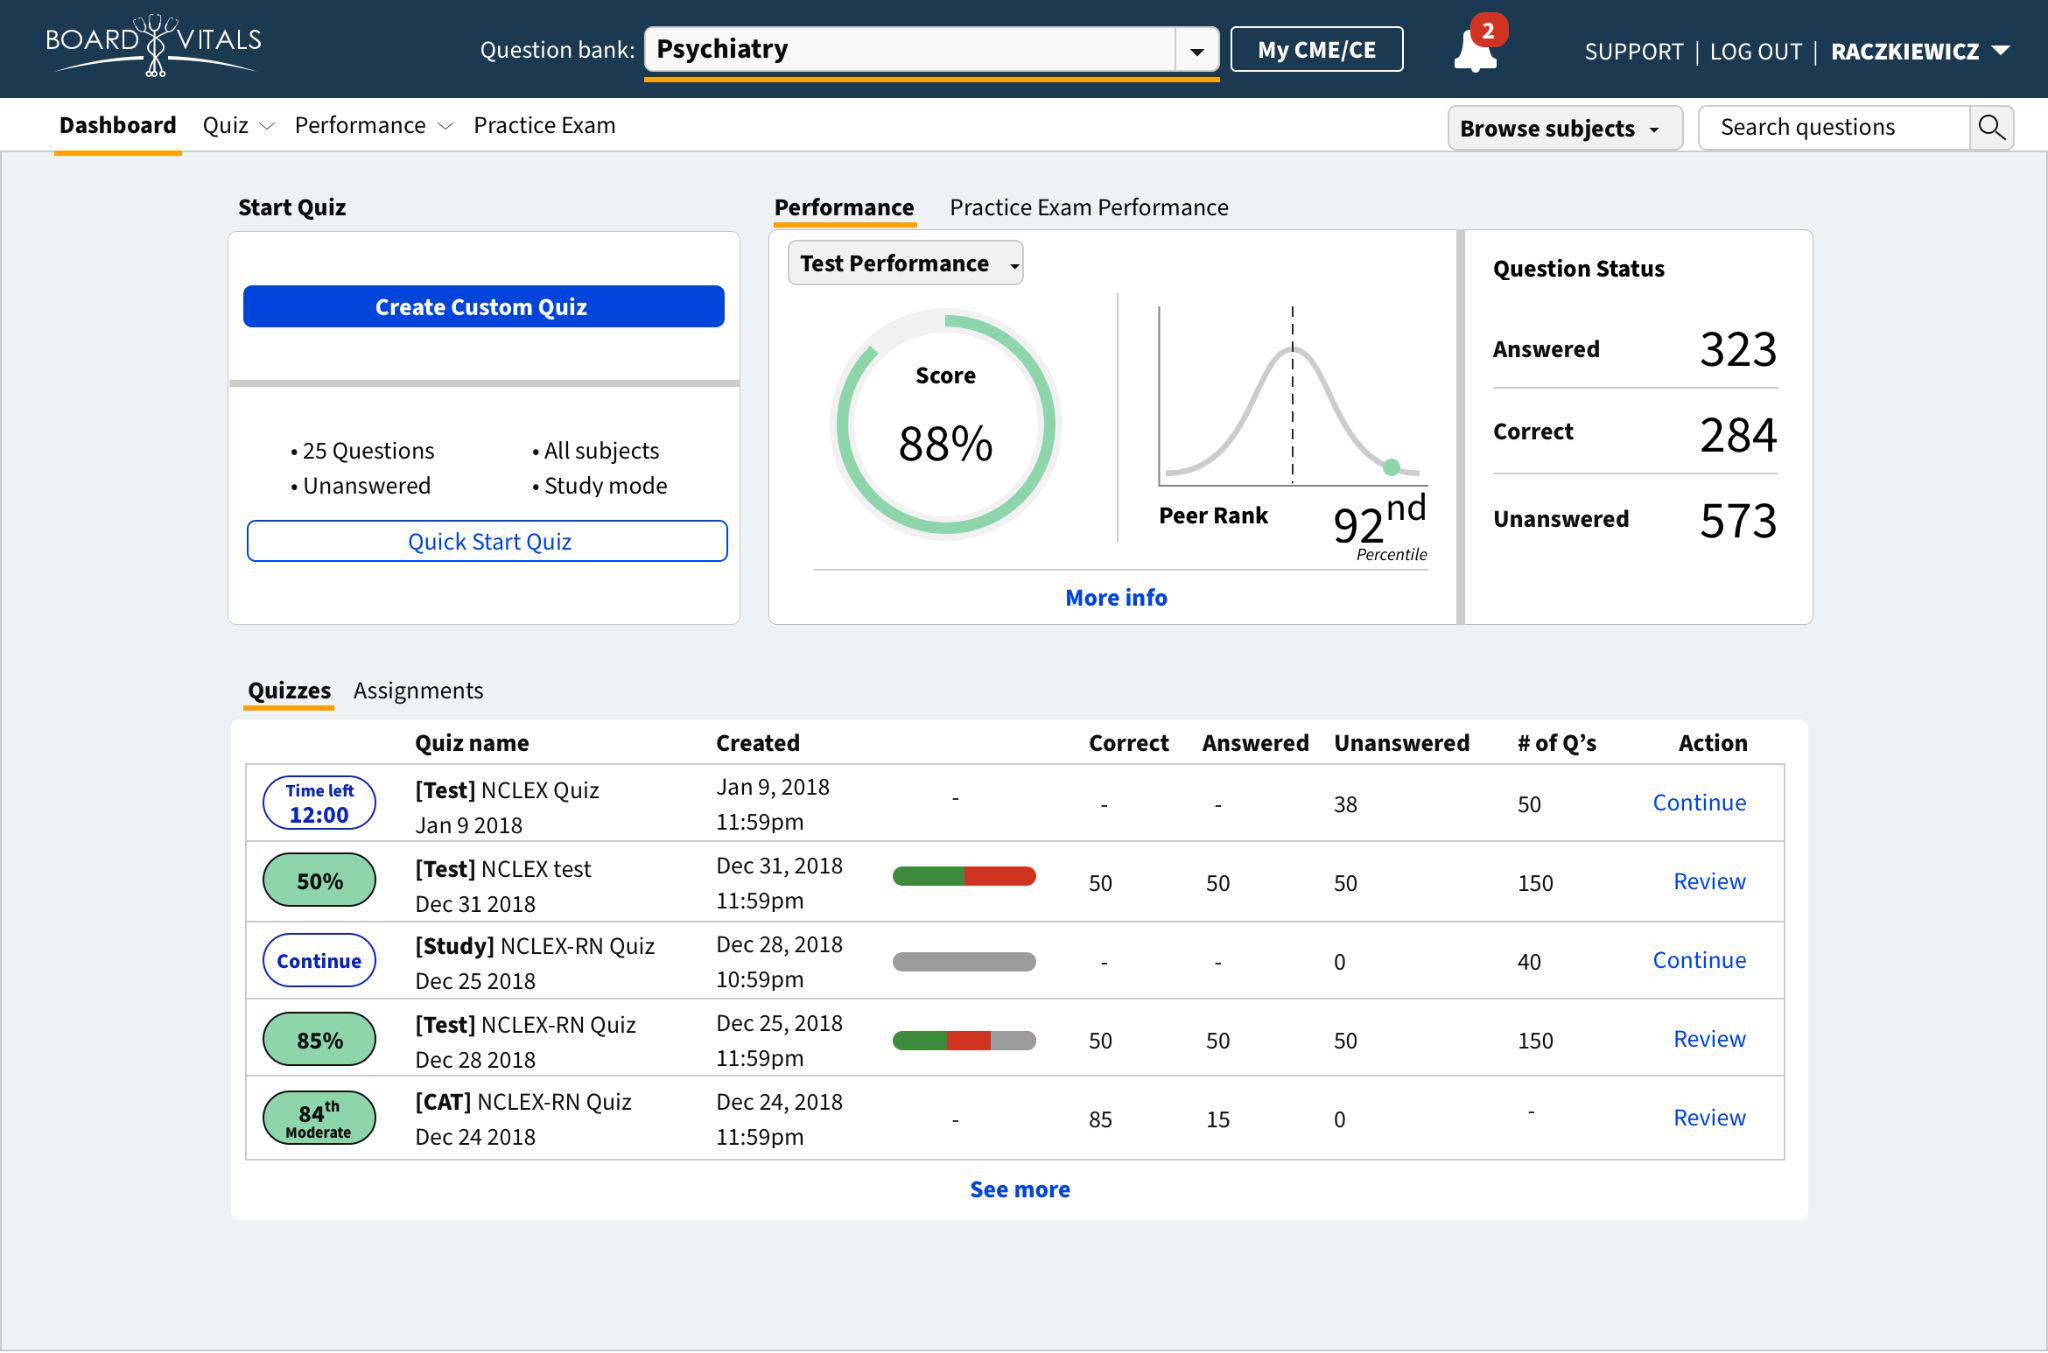 BOARD VITALS
Question bank: Psychiatry
My CME/CE
2
SUPPORT | LOG OUT | RACZKIEWICZ
Dashboard Quiz Performance Practice Exam
Browse subjects
Search questions
Start Quiz
Create Custom Quiz
• 25 Questions • All subjects
• Unanswered • Study mode
Quick Start Quiz
Performance Practice Exam Performance
Test Performance
Score
88%
Peer Rank 92nd
Percentile
More info
Question Status
Answered 323
Correct 284
Unanswered 573
Quizzes Assignments
Quiz name Created Correct Answered Unanswered # of Q’s Action
Time left
12:00
[Test] NCLEX Quiz
Jan 9 2018
Jan 9, 2018
11:59pm
- - - 38 50 Continue
50%
[Test] NCLEX test
Dec 31 2018
Dec 31, 2018
11:59pm
50 50 50 150 Review
Continue
[Study] NCLEX-RN Quiz
Dec 25 2018
Dec 28, 2018
10:59pm
- - 0 40 Continue
85%
[Test] NCLEX-RN Quiz
Dec 28 2018
Dec 25, 2018
11:59pm
50 50 50 150 Review
84th
Moderate
[CAT] NCLEX-RN Quiz
Dec 24 2018
Dec 24, 2018
11:59pm
- 85 15 0 - Review
See more